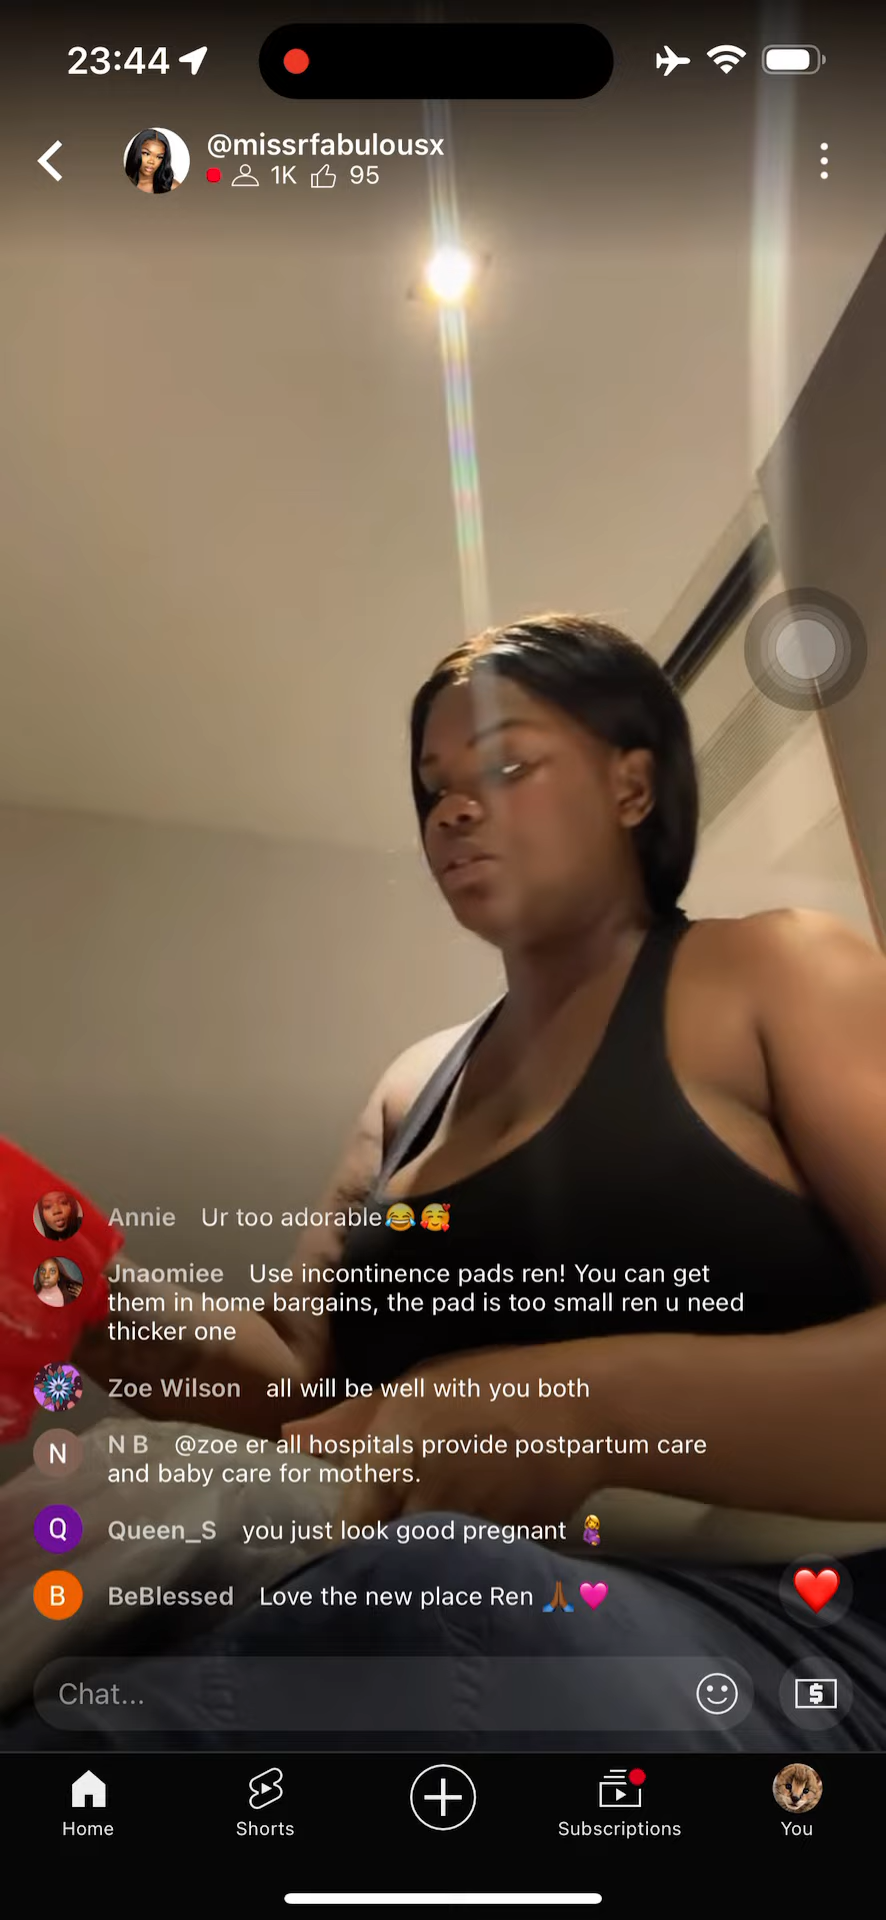 23:44
@missrfabulousx
1K 95
Annie Ur too adorable😂🥰
Jnaomiee Use incontinence pads ren! You can get
them in home bargains, the pad is too small ren u need
thicker one
Zoe Wilson all will be well with you both
N
N B @zoe er all hospitals provide postpartum care
and baby care for mothers.
Q
Queen_S you just look good pregnant 🤰
B
BeBlessed Love the new place Ren 🙏🏾💗
Chat...
Home Shorts Subscriptions You